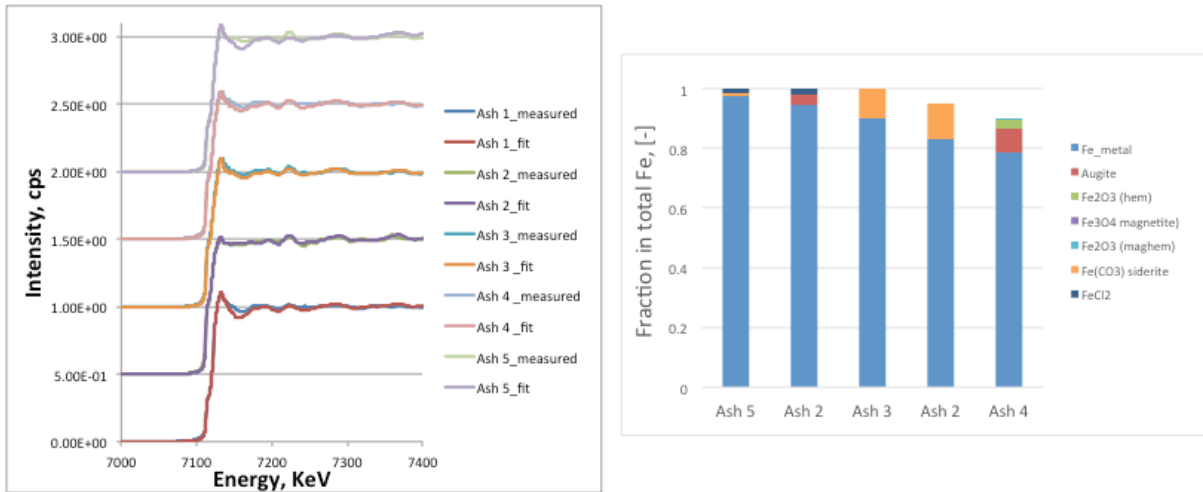 3.00E+00
2.50E+00
2.00E+00
1.50E+00
1.00E+00
5.00E-01
0.00E+00
Intensity, cps
7000
7100
7200
7300
7400
Energy, KeV
Ash 1_measured
Ash 1_fit
Ash 2_measured
Ash 2_fit
Ash 3_measured
Ash 3 _fit
Ash 4 _measured
Ash 4 _fit
Ash 5_measured
Ash 5_fit
Fraction in total Fe, [-]
1
0.8
0.6
0.4
0.2
0
Ash 5
Ash 2
Ash 3
Ash 2
Ash 4
Fe_metal
Augite
Fe2O3 (hem)
Fe3O4 magnetite)
Fe2O3 (maghem)
Fe(CO3) siderite
FeCl2